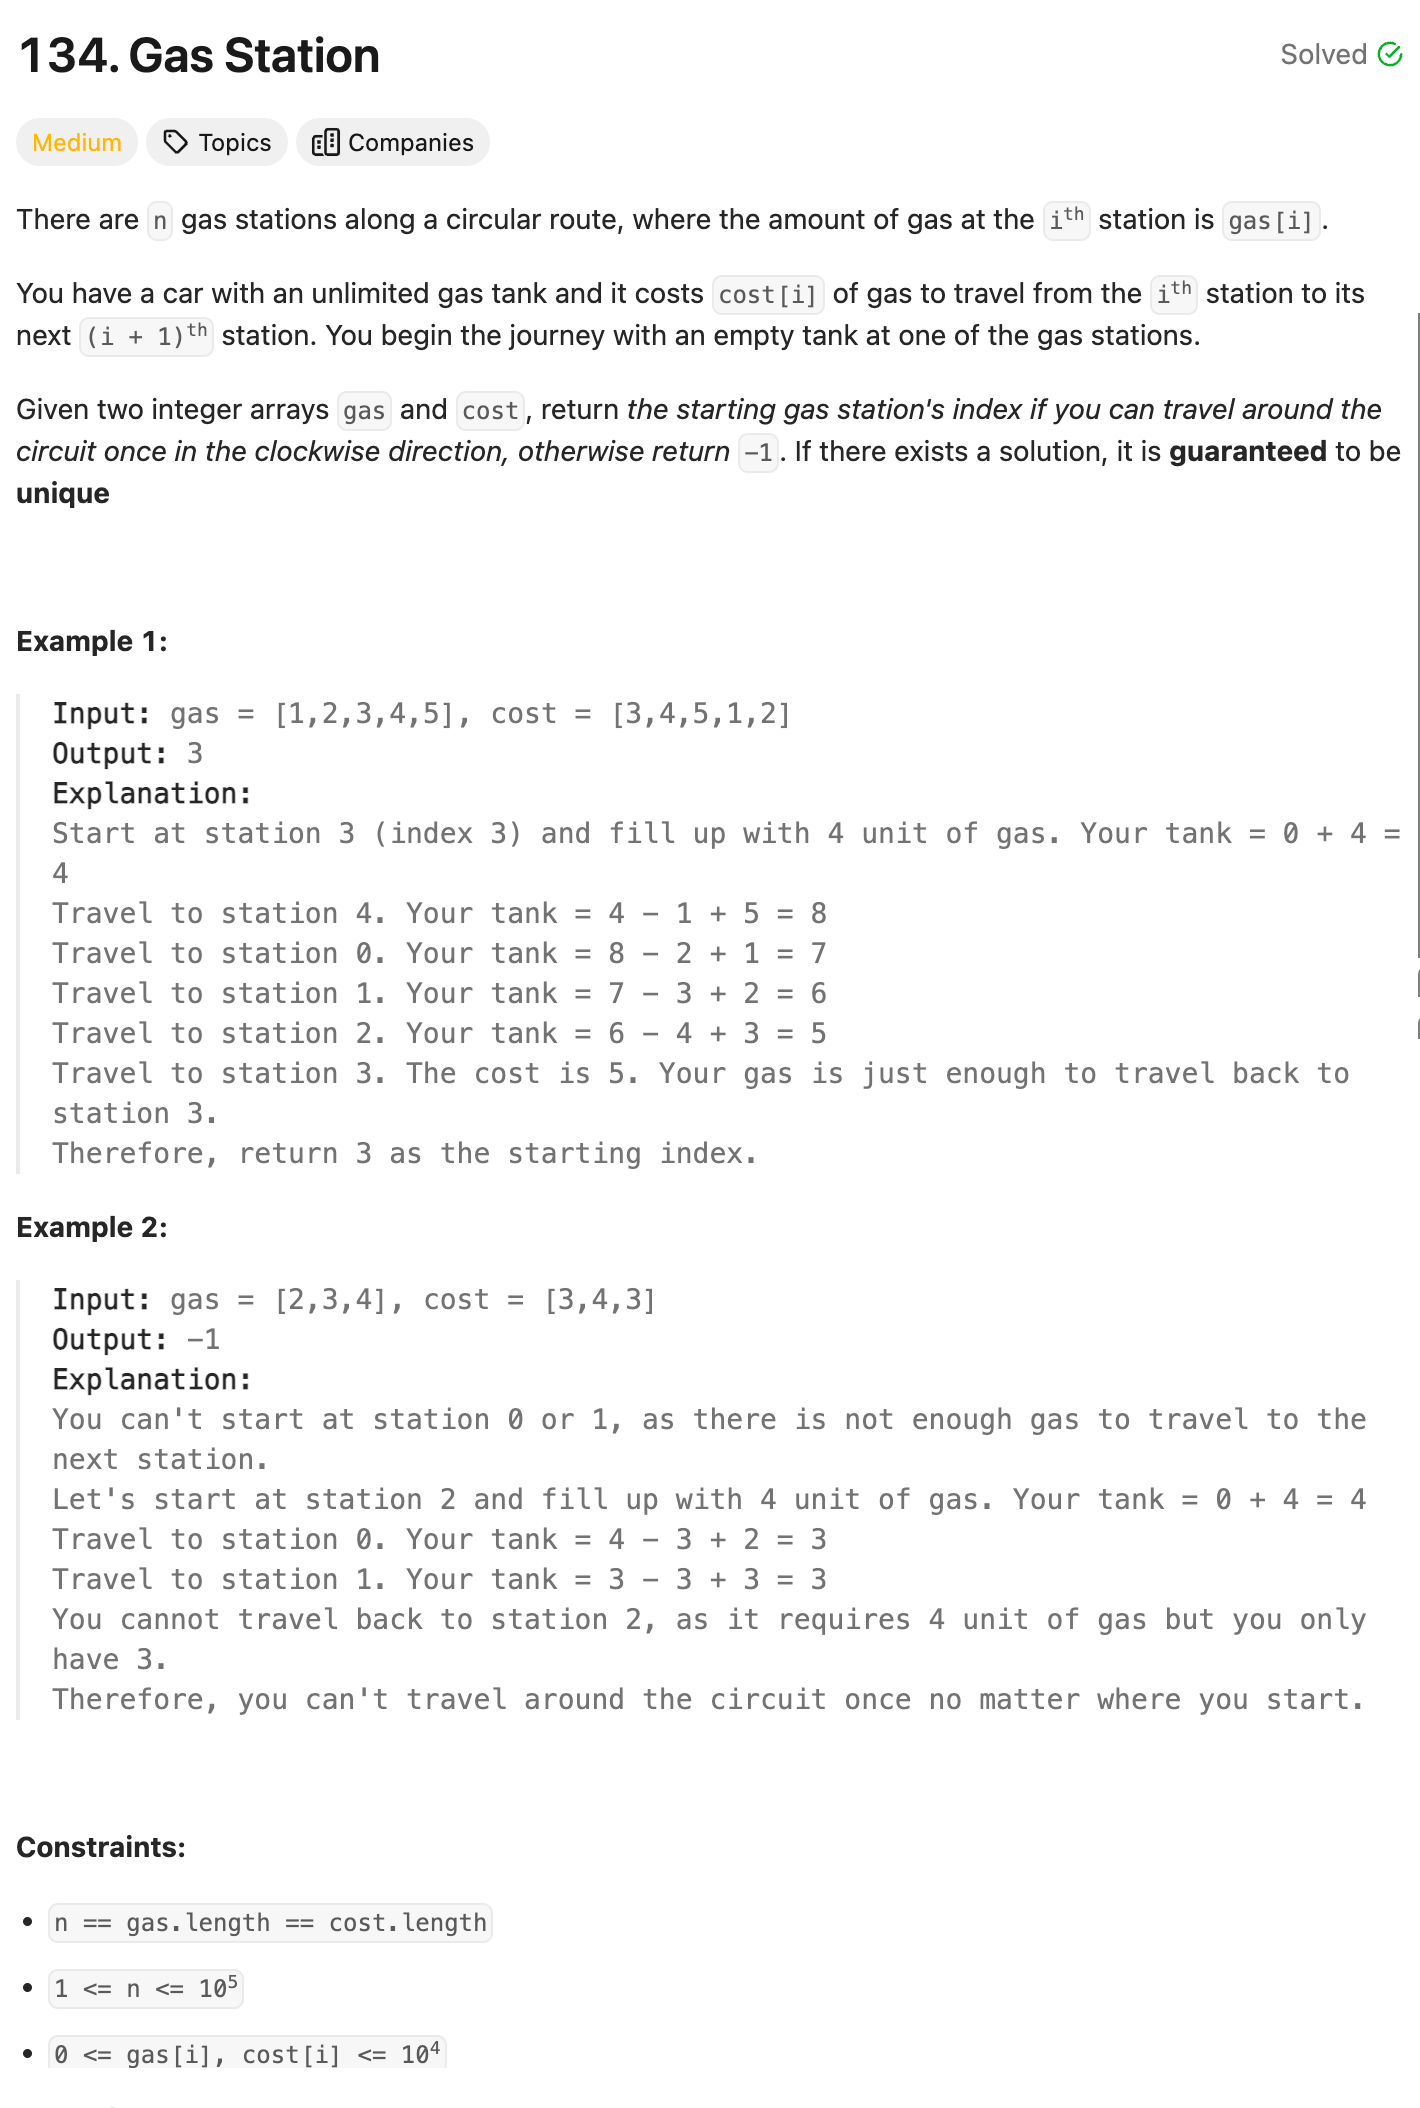 134. Gas Station
Solved
Medium
Topics
Companies
There are n gas stations along a circular route, where the amount of gas at the ith station is gas[i].
You have a car with an unlimited gas tank and it costs cost[i] of gas to travel from the ith station to its
next (i + 1)th station. You begin the journey with an empty tank at one of the gas stations.
Given two integer arrays gas and cost, return the starting gas station's index if you can travel around the
circuit once in the clockwise direction, otherwise return -1. If there exists a solution, it is guaranteed to be
unique
Example 1:
Input: gas = [1,2,3,4,5], cost = [3,4,5,1,2]
Output: 3
Explanation:
Start at station 3 (index 3) and fill up with 4 unit of gas. Your tank = 0 + 4 =
4
Travel to station 4. Your tank = 4 - 1 + 5 = 8
Travel to station 0. Your tank = 8 - 2 + 1 = 7
Travel to station 1. Your tank = 7 - 3 + 2 = 6
Travel to station 2. Your tank = 6 - 4 + 3 = 5
Travel to station 3. The cost is 5. Your gas is just enough to travel back to
station 3.
Therefore, return 3 as the starting index.
Example 2:
Input: gas = [2,3,4], cost = [3,4,3]
Output: -1
Explanation:
You can't start at station 0 or 1, as there is not enough gas to travel to the
next station.
Let's start at station 2 and fill up with 4 unit of gas. Your tank = 0 + 4 = 4
Travel to station 0. Your tank = 4 - 3 + 2 = 3
Travel to station 1. Your tank = 3 - 3 + 3 = 3
You cannot travel back to station 2, as it requires 4 unit of gas but you only
have 3.
Therefore, you can't travel around the circuit once no matter where you start.
Constraints:
• n == gas.length == cost.length
• 1 <= n <= 10⁵
• 0 <= gas[i], cost[i] <= 10⁴